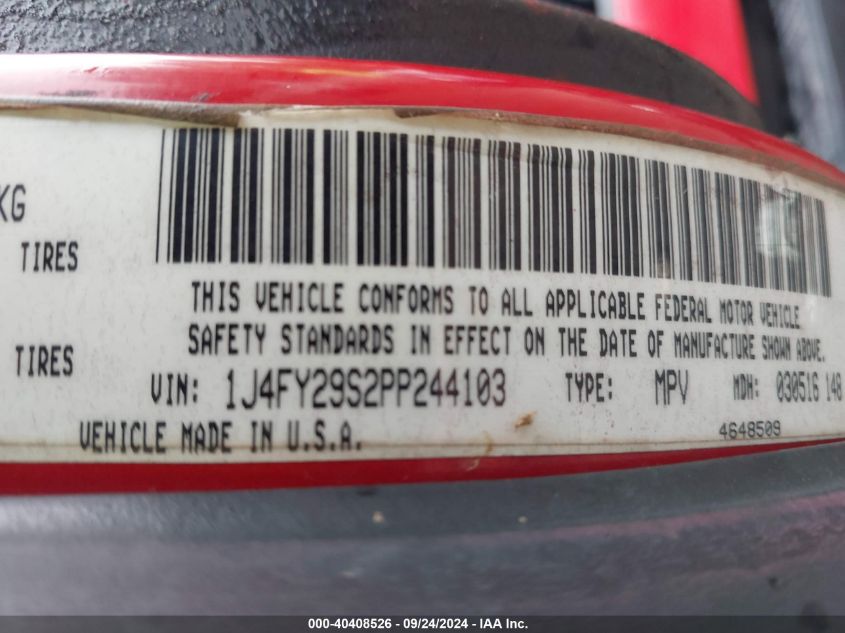 KG
TIRES
THIS VEHICLE CONFORMS TO ALL APPLICABLE FEDERAL MOTOR VEHICLE
SAFETY STANDARDS IN EFFECT ON THE DATE OF MANUFACTURE SHOWN ABOVE.
TIRES
VIN: 1J4FY29S2PP244103 TYPE: MPV MDH: 030516 148
VEHICLE MADE IN U.S.A. 4648509
000-40408526 - 09/24/2024 - IAA Inc.